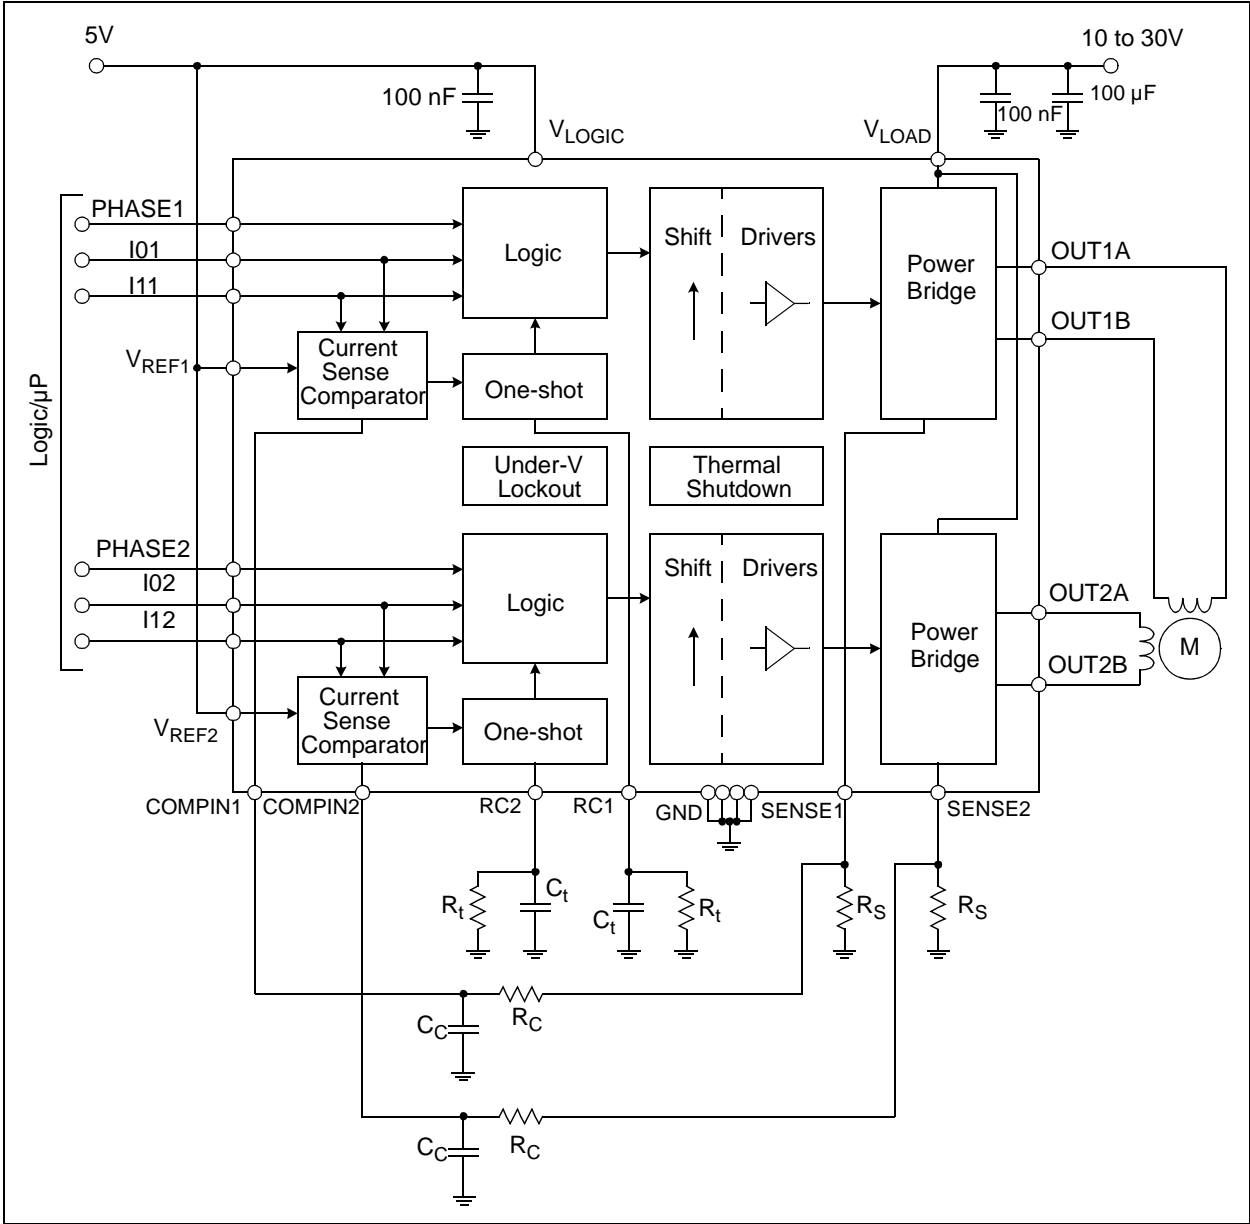 5V
10 to 30V
100 nF
100 nF
100 µF
VLOGIC
VLOAD
PHASE1
I01
I11
VREF1
Logic/µP
Logic
Shift
Drivers
Power
Bridge
OUT1A
OUT1B
Current
Sense
Comparator
One-shot
Under-V
Lockout
Thermal
Shutdown
PHASE2
I02
I12
VREF2
Logic
Shift
Drivers
Power
Bridge
OUT2A
OUT2B
M
Current
Sense
Comparator
One-shot
COMPIN1
COMPIN2
RC2
RC1
GND
SENSE1
SENSE2
Rt
Ct
Ct
Rt
RS
RS
CC
RC
CC
RC